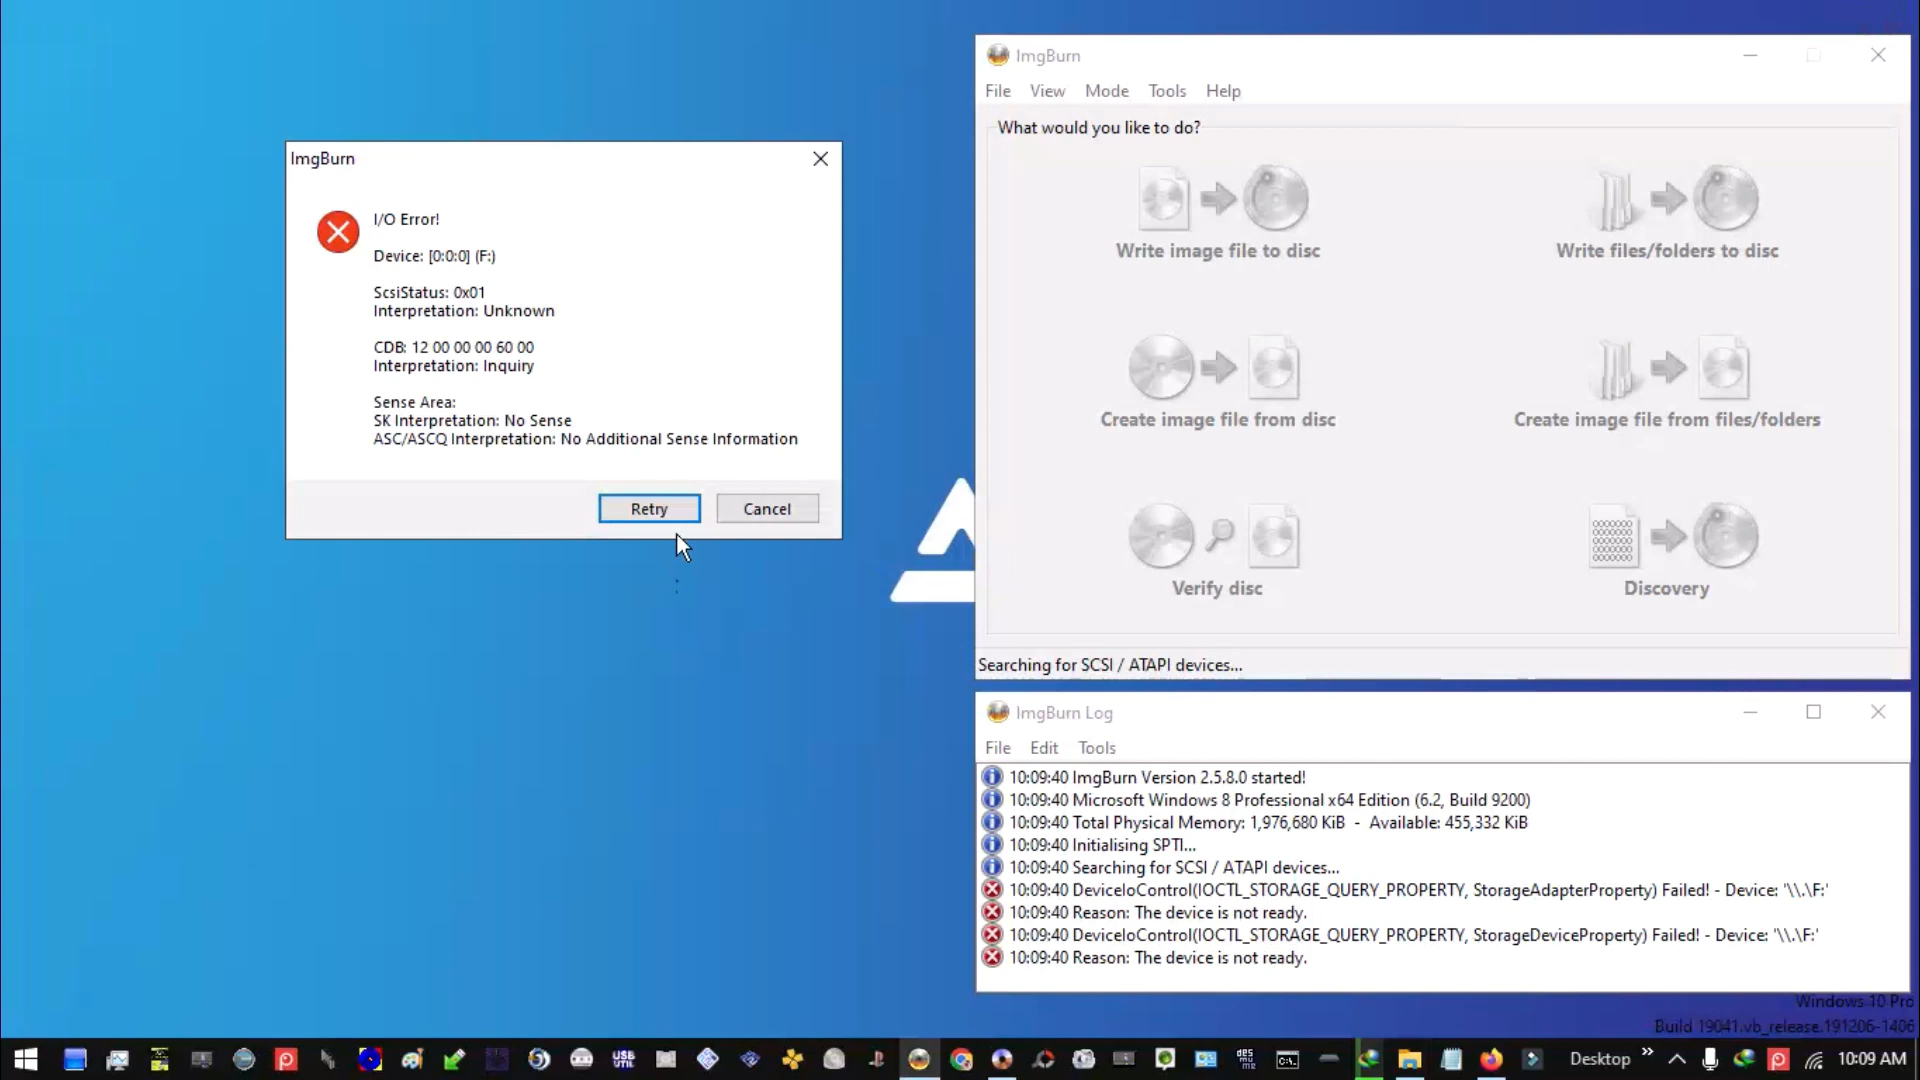 ImgBurn
I/O Error!
Device: [0:0:0] (F:)
ScsiStatus: 0x01
Interpretation: Unknown
CDB: 12 00 00 00 60 00
Interpretation: Inquiry
Sense Area:
SK Interpretation: No Sense
ASC/ASCQ Interpretation: No Additional Sense Information
Retry
Cancel
ImgBurn
File View Mode Tools Help
What would you like to do?
Write image file to disc
Write files/folders to disc
Create image file from disc
Create image file from files/folders
Verify disc
Discovery
Searching for SCSI / ATAPI devices...
ImgBurn Log
File Edit Tools
10:09:40 ImgBurn Version 2.5.8.0 started!
10:09:40 Microsoft Windows 8 Professional x64 Edition (6.2, Build 9200)
10:09:40 Total Physical Memory: 1,976,680 KiB - Available: 455,332 KiB
10:09:40 Initialising SPTI...
10:09:40 Searching for SCSI / ATAPI devices...
10:09:40 DeviceIoControl(IOCTL_STORAGE_QUERY_PROPERTY, StorageAdapterProperty) Failed! - Device: '\\.\F:'
10:09:40 Reason: The device is not ready.
10:09:40 DeviceIoControl(IOCTL_STORAGE_QUERY_PROPERTY, StorageDeviceProperty) Failed! - Device: '\\.\F:'
10:09:40 Reason: The device is not ready.
Windows 10 Pro
Build 19041.vb_release.191206-1406
USB UTIL
Desktop
10:09 AM